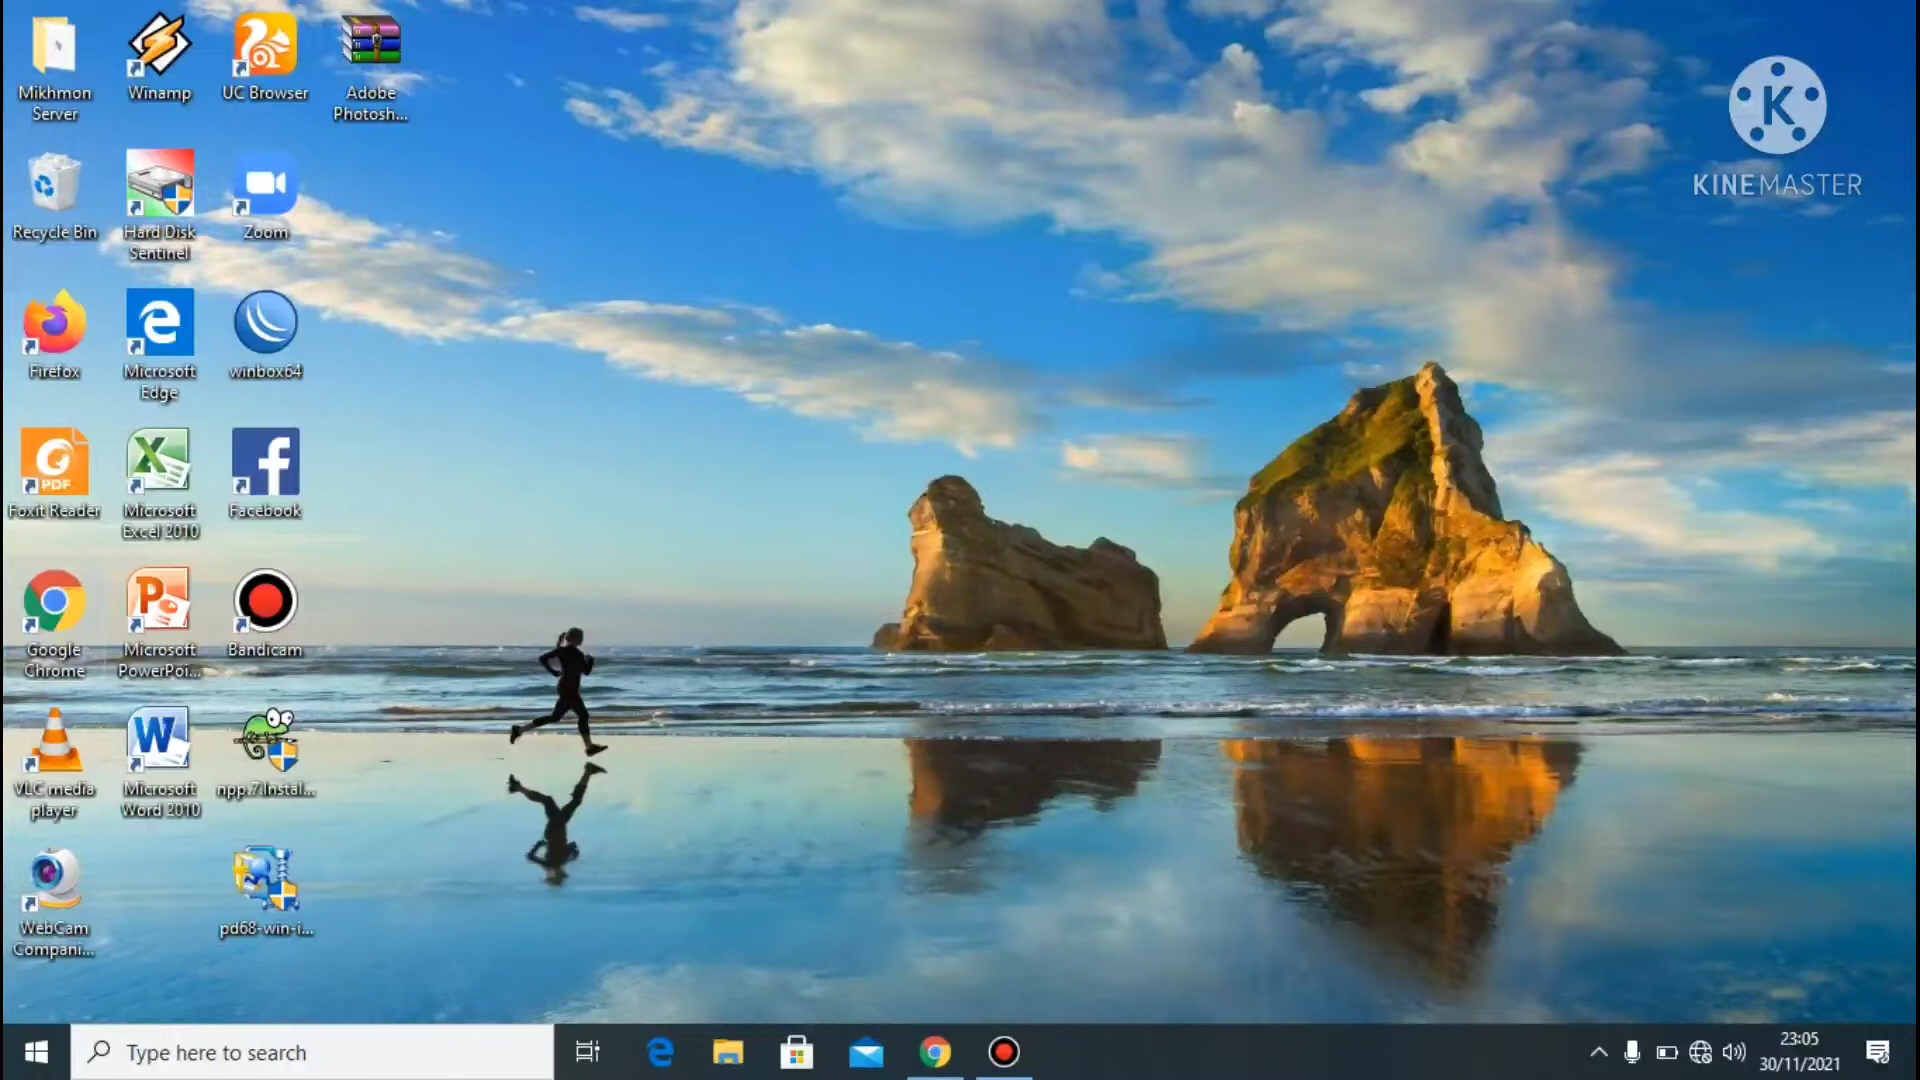 Mikhmon
Server
Winamp
UC Browser
Adobe
Photosh...
K
KINEMASTER
Recycle Bin
Hard Disk
Sentinel
Zoom
Firefox
Microsoft
Edge
winbox64
PDF
Foxit Reader
Microsoft
Excel 2010
Facebook
Google
Chrome
Microsoft
PowerPoi...
Bandicam
VLC media
player
Microsoft
Word 2010
npp.7.Instal...
WebCam
Compani...
pd68-win-i...
Type here to search
23:05
30/11/2021